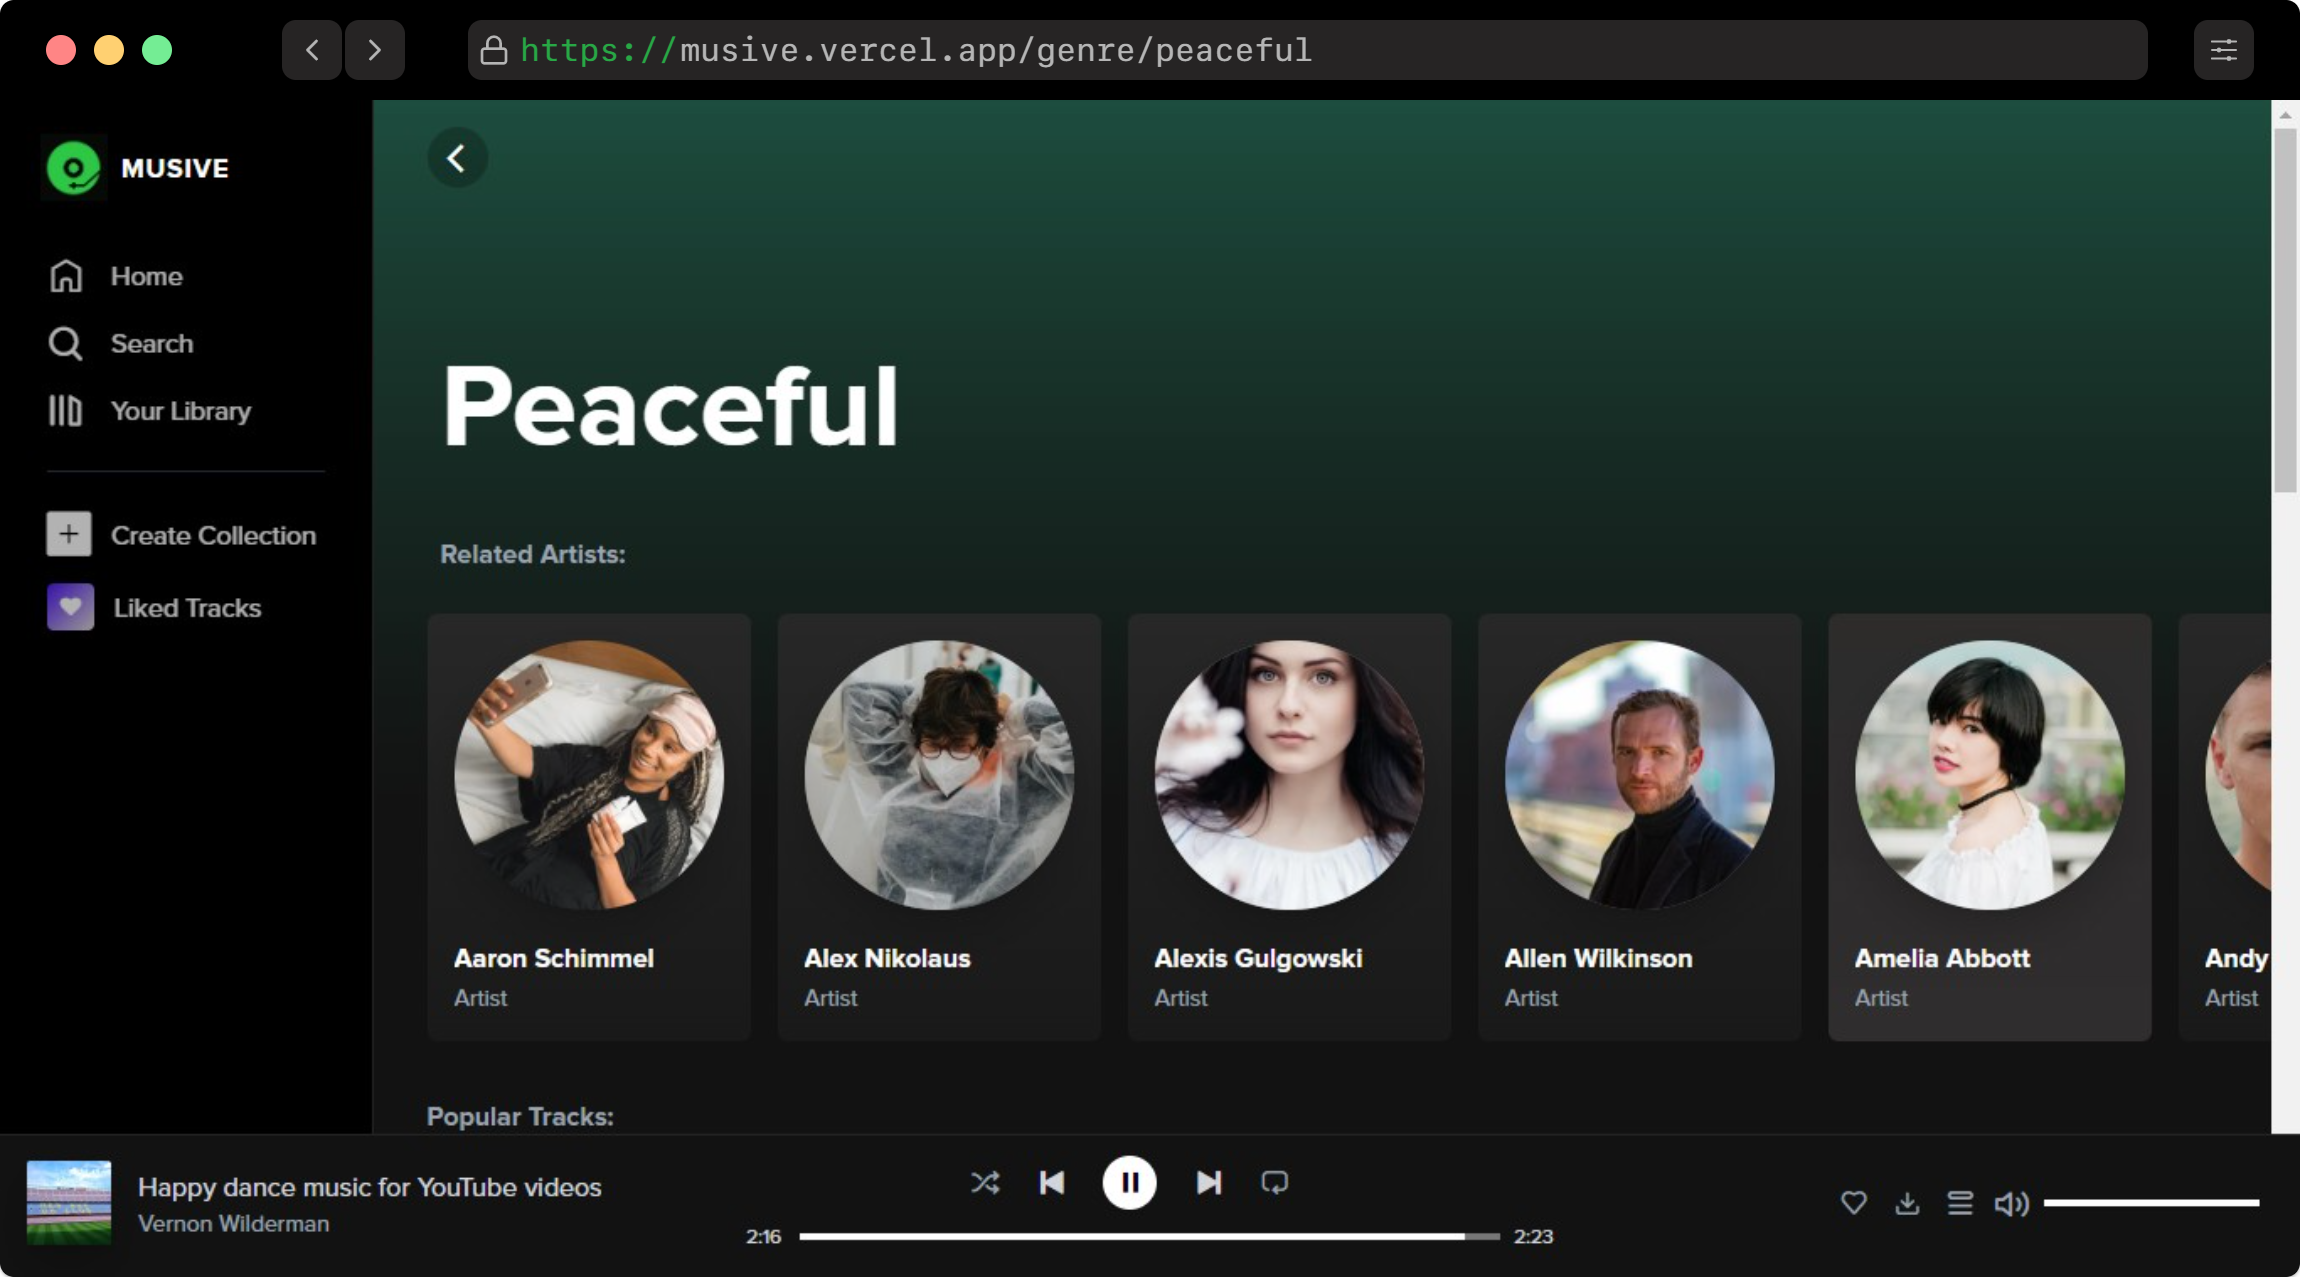 https://musive.vercel.app/genre/peaceful
MUSIVE
Home
Search
Your Library
Create Collection
Liked Tracks
Peaceful
Related Artists:
Aaron Schimmel
Artist
Alex Nikolaus
Artist
Alexis Gulgowski
Artist
Allen Wilkinson
Artist
Amelia Abbott
Artist
Andy
Artist
Popular Tracks:
Happy dance music for YouTube videos
Vernon Wilderman
2:16
2:23